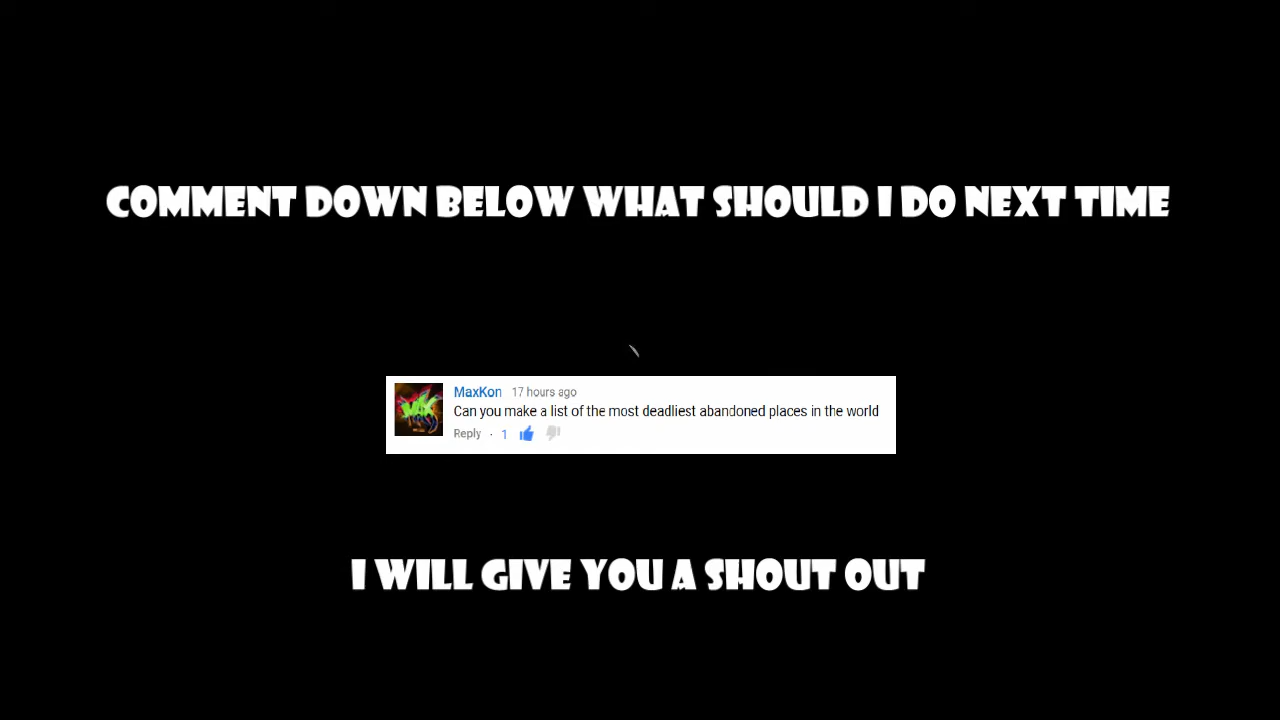 COMMENT DOWN BELOW WHAT SHOULD I DO NEXT TIME
MaxKon 17 hours ago
Can you make a list of the most deadliest abandoned places in the world
Reply · 1
I WILL GIVE YOU A SHOUT OUT